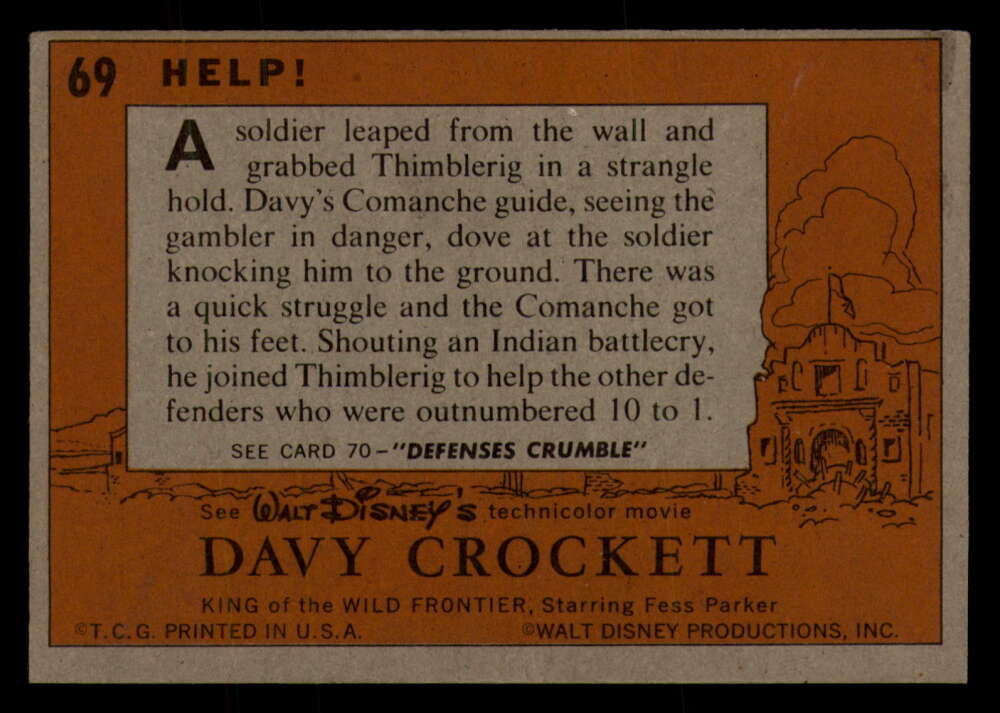 69 HELP!
A soldier leaped from the wall and
grabbed Thimblerig in a strangle
hold. Davy's Comanche guide, seeing the
gambler in danger, dove at the soldier
knocking him to the ground. There was
a quick struggle and the Comanche got
to his feet. Shouting an Indian battlecry,
he joined Thimblerig to help the other de-
fenders who were outnumbered 10 to 1.
SEE CARD 70-"DEFENSES CRUMBLE"
See WALT DISNEY'S technicolor movie
DAVY CROCKETT
KING of the WILD FRONTIER, Starring Fess Parker
©T.C.G. PRINTED IN U.S.A. ©WALT DISNEY PRODUCTIONS, INC.